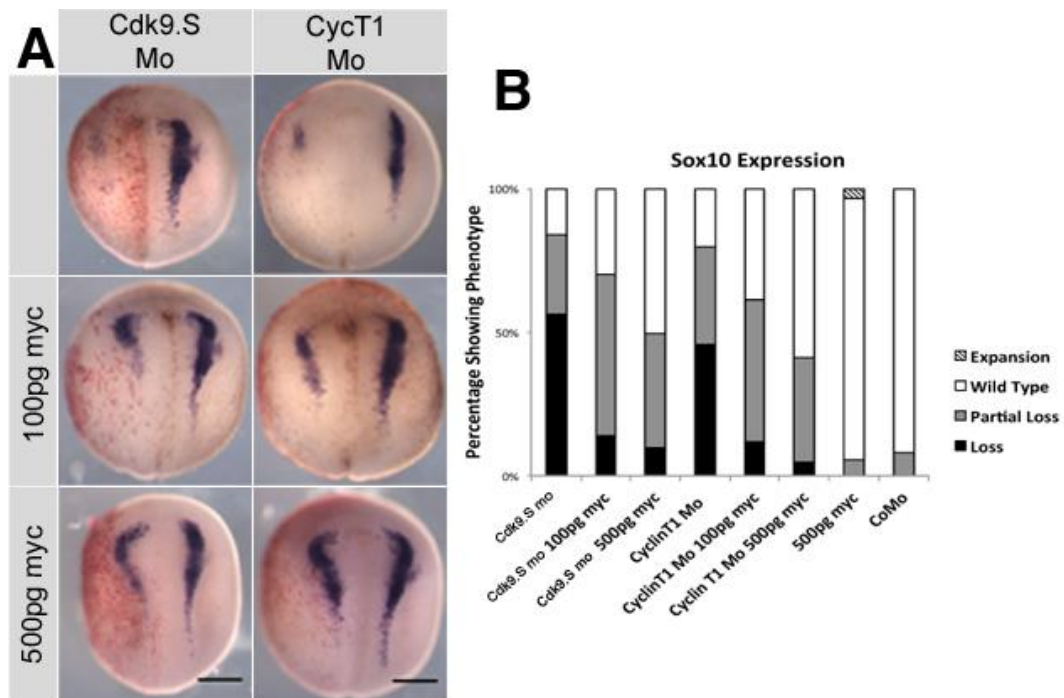 A
Cdk9.S
Mo
CycT1
Mo
100pg myc
500pg myc
B
Sox10 Expression
Percentage Showing Phenotype
100%
50%
0%
Cdk9.S mo
Cdk9.S mo 100pg myc
Cdk9.S mo 500pg myc
CyclinT1 Mo
CyclinT1 Mo 100pg myc
Cyclin T1 Mo 500pg myc
500pg myc
CoMo
Expansion
Wild Type
Partial Loss
Loss